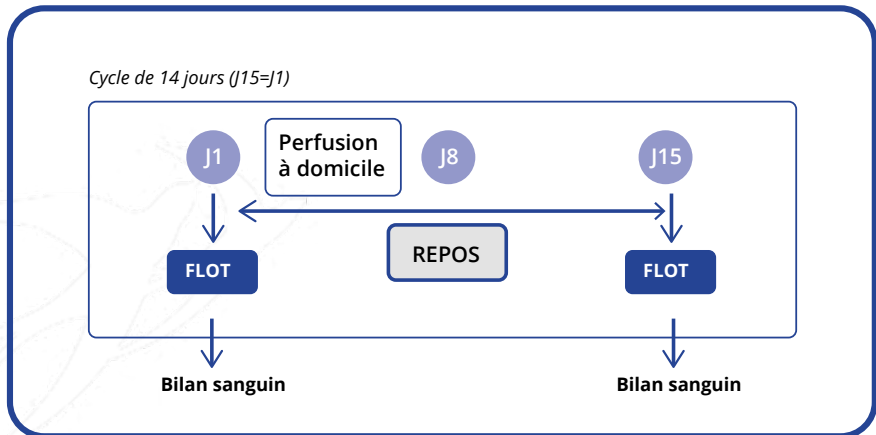 Cycle de 14 jours (J15=J1)
J1
Perfusion
à domicile
J8
J15
REPOS
FLOT
FLOT
Bilan sanguin
Bilan sanguin